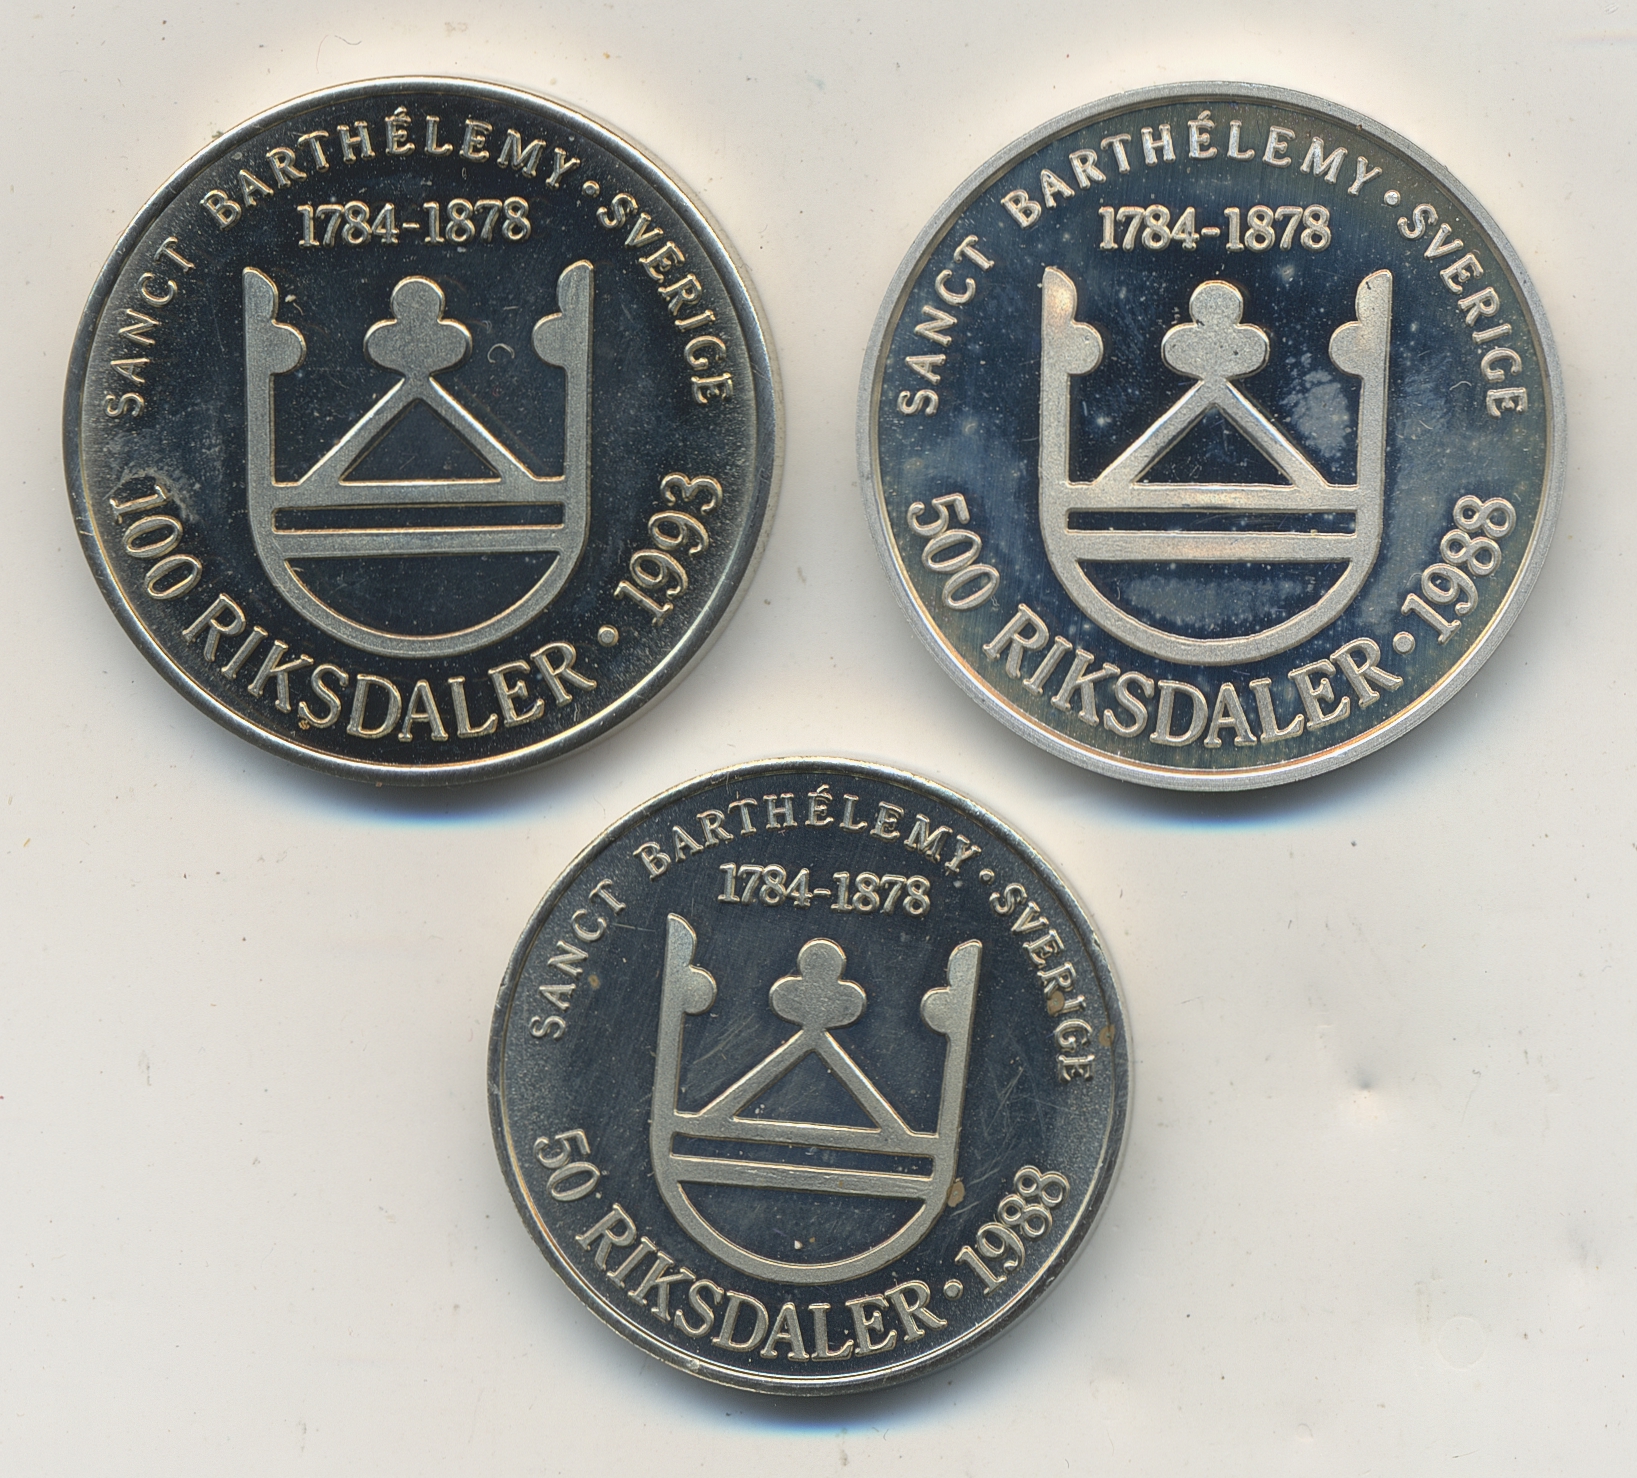 SANCT BARTHÉLEMY · SVERIGE
1784-1878
100 RIKSDALER · 1993
SANCT BARTHÉLEMY · SVERIGE
1784-1878
500 RIKSDALER · 1988
SANCT BARTHÉLEMY · SVERIGE
1784-1878
50 RIKSDALER · 1988